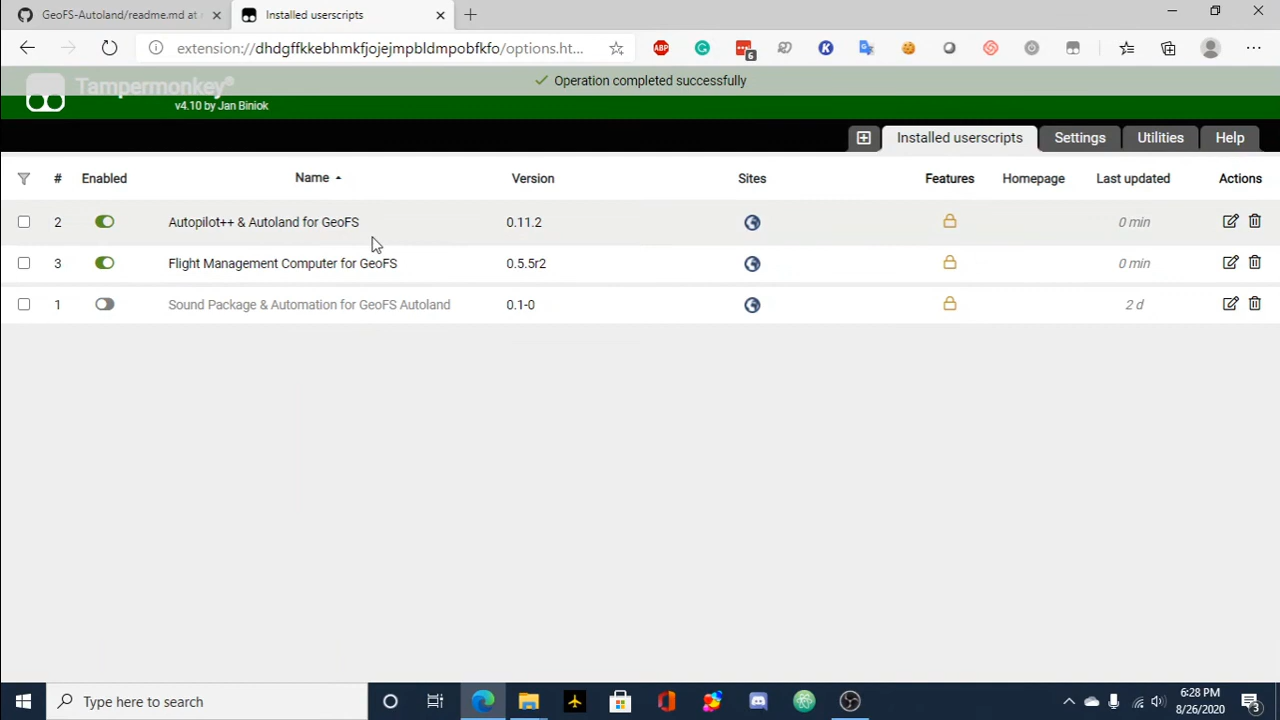 GeoFS-Autoland/readme.md at
Installed userscripts
extension://dhdgffkkebhmkfjojejmpbldmpobfkfo/options.ht...
ABP
6
K
Operation completed successfully
Tampermonkey®
v4.10 by Jan Biniok
Installed userscripts
Settings
Utilities
Help
#
Enabled
Name
Version
Sites
Features
Homepage
Last updated
Actions
2
Autopilot++ & Autoland for GeoFS
0.11.2
0 min
3
Flight Management Computer for GeoFS
0.5.5r2
0 min
1
Sound Package & Automation for GeoFS Autoland
0.1-0
2 d
Type here to search
6:28 PM
8/26/2020
3